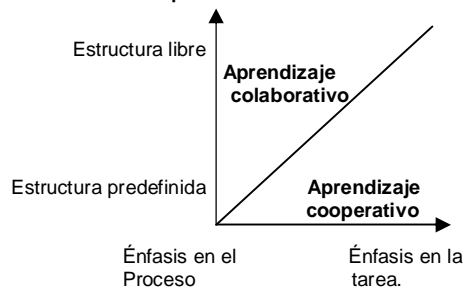 Estructura libre
Aprendizaje
colaborativo
Estructura predefinida
Aprendizaje
cooperativo
Énfasis en el
Proceso
Énfasis en la
tarea.